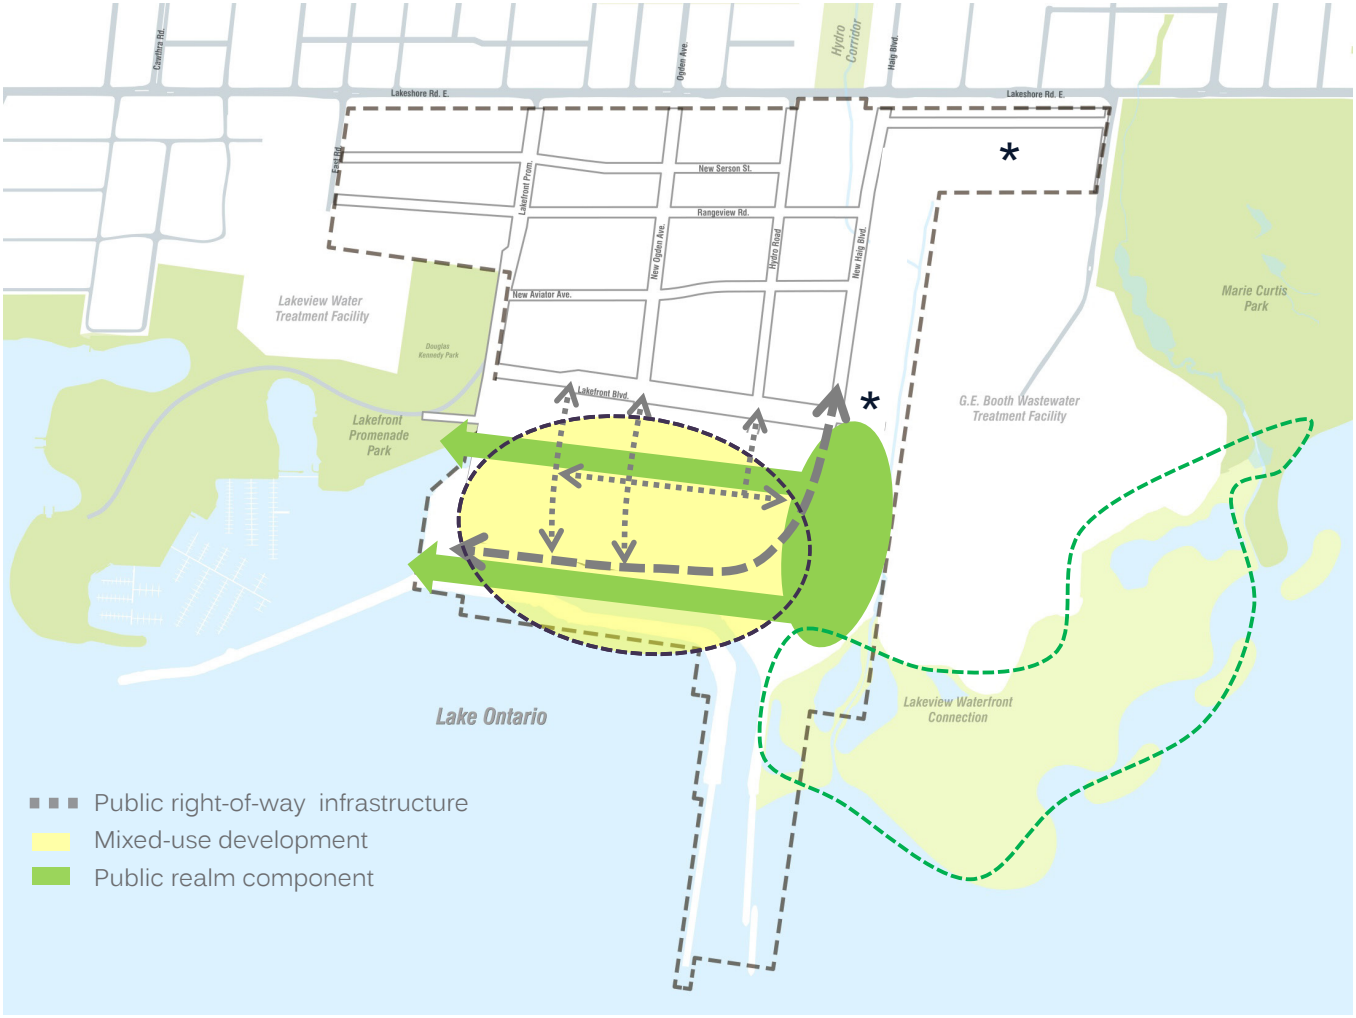 Cawthra Rd.
Ogden Ave.
Hydro
Corridor
Haig Blvd.
Lakeshore Rd. E.
Lakeshore Rd. E.
*
East Rd.
Lakefront Prom.
New Serson St.
Rangeview Rd.
New Ogden Ave.
Hydro Road
New Haig Blvd.
New Aviator Ave.
Lakeview Water
Treatment Facility
Marie Curtis
Park
Douglas
Kennedy Park
Lakefront Blvd.
*
G.E. Booth Wastewater
Treatment Facility
Lakefront
Promenade
Park
Lakeview Waterfront
Connection
Lake Ontario
Public right-of-way infrastructure
Mixed-use development
Public realm component